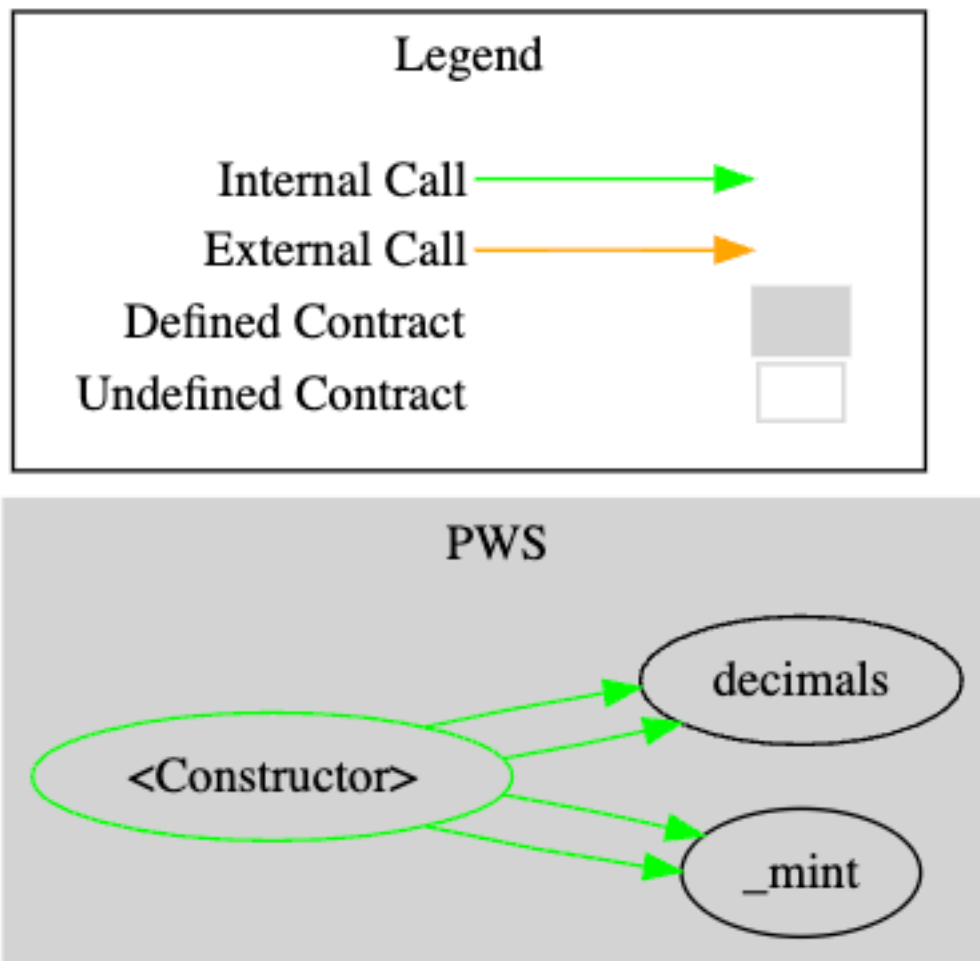 Legend
Internal Call
External Call
Defined Contract
Undefined Contract
PWS
decimals
<Constructor>
_mint